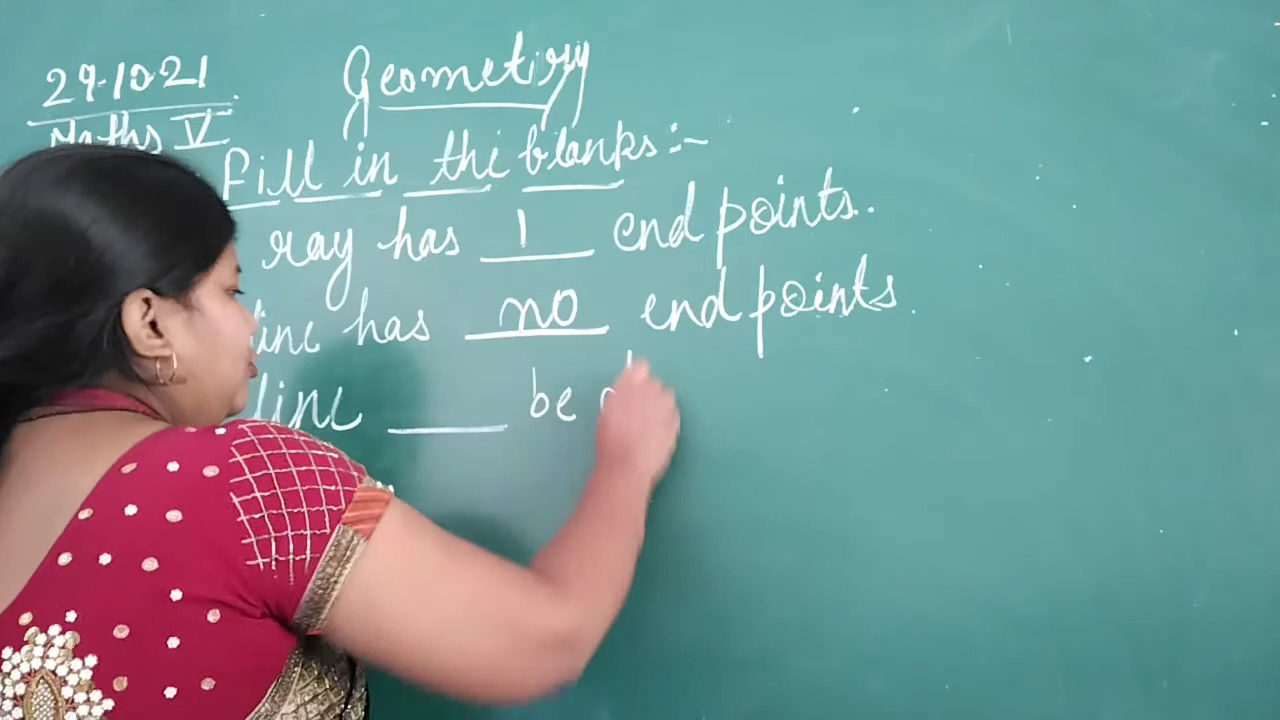 29.10.21
Geometry
Maths V
Fill in the blanks :-
ray has 1 end points.
line has no end points.
line ____ be